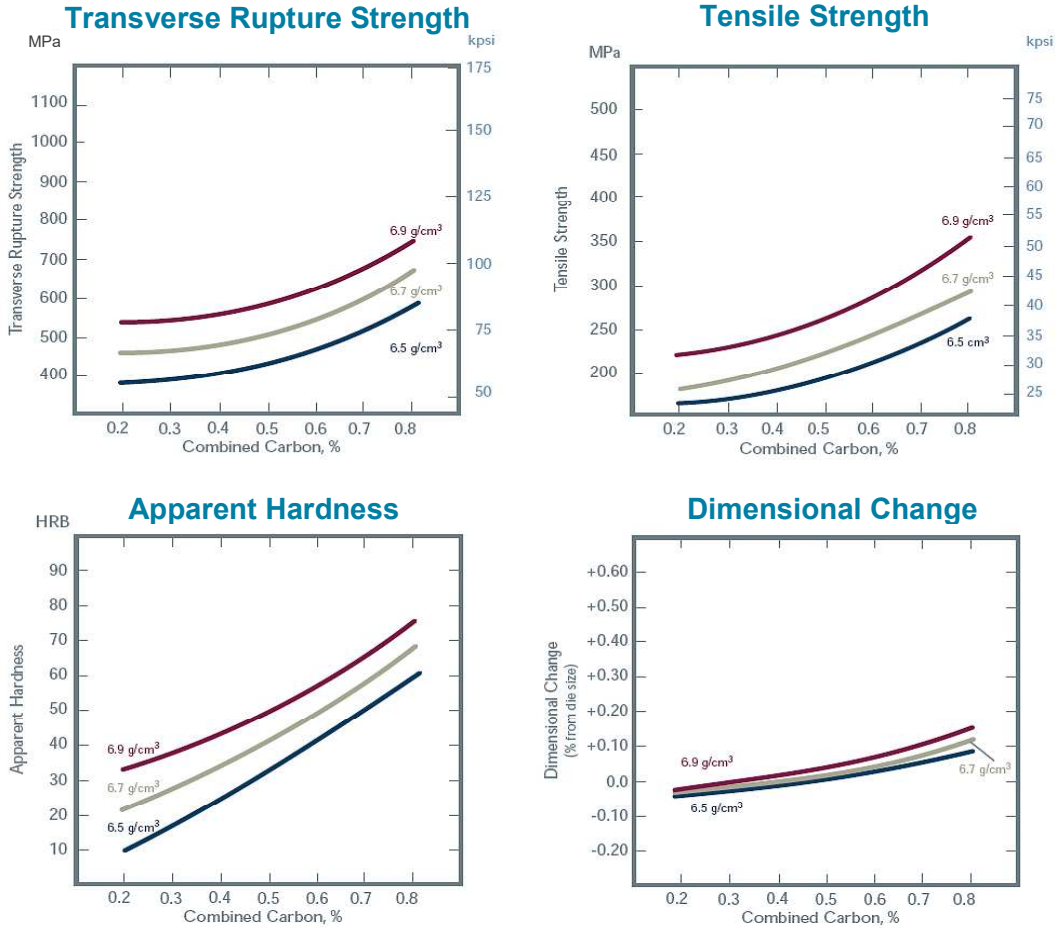 Transverse Rupture Strength
MPa
kpsi
175
1100
150
1000
900
125
800
6.9 g/cm³
700
100
600
6.7 g/cm³
500
75
6.5 g/cm³
400
50
Transverse Rupture Strength
0.2 0.3 0.4 0.5 0.6 0.7 0.8
Combined Carbon, %
Tensile Strength
MPa
kpsi
500
75
70
450
65
400
60
55
6.9 g/cm³
350
50
6.7 g/cm³
45
300
40
250
35
6.5 cm³
30
200
25
Tensile Strength
0.2 0.3 0.4 0.5 0.6 0.7 0.8
Combined Carbon, %
Apparent Hardness
HRB
90
80
70
60
50
40
6.9 g/cm³
30
6.7 g/cm³
20
6.5 g/cm³
10
Apparent Hardness
0.2 0.3 0.4 0.5 0.6 0.7 0.8
Combined Carbon, %
Dimensional Change
+0.60
+0.50
+0.40
+0.30
+0.20
+0.10
6.9 g/cm³
6.7 g/cm³
0.0
6.5 g/cm³
-0.10
-0.20
Dimensional Change
(% from die size)
0.2 0.3 0.4 0.5 0.6 0.7 0.8
Combined Carbon, %